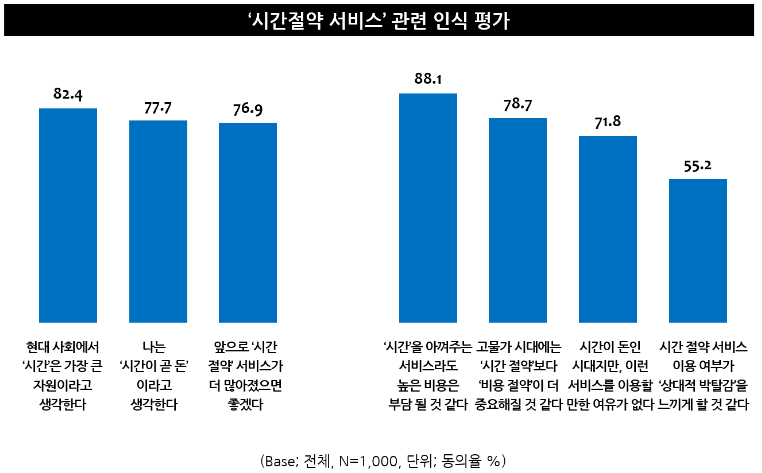 ‘시간절약 서비스’ 관련 인식 평가
82.4
77.7
76.9
88.1
78.7
71.8
55.2
현대 사회에서
‘시간’은 가장 큰
자원이라고
생각한다
나는
‘시간이 곧 돈’
이라고
생각한다
앞으로 ‘시간
절약’ 서비스가
더 많아졌으면
좋겠다
‘시간’을 아껴주는
서비스라도
높은 비용은
부담 될 것 같다
고물가 시대에는
‘시간 절약’보다
‘비용 절약’이 더
중요해질 것 같다
시간이 돈인
시대지만, 이런
서비스를 이용할
만한 여유가 없다
시간 절약 서비스
이용 여부가
‘상대적 박탈감’을
느끼게 할 것 같다
(Base; 전체, N=1,000, 단위; 동의율 %)